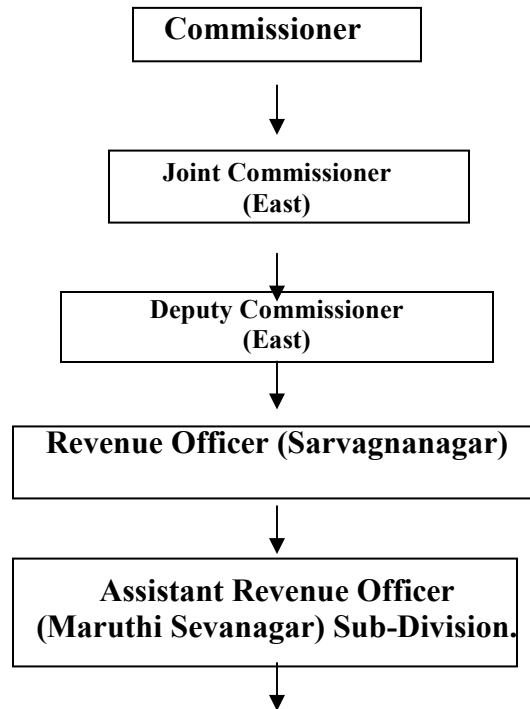 Commissioner
Joint Commissioner
(East)
Deputy Commissioner
(East)
Revenue Officer (Sarvagnanagar)
Assistant Revenue Officer
(Maruthi Sevanagar) Sub-Division.